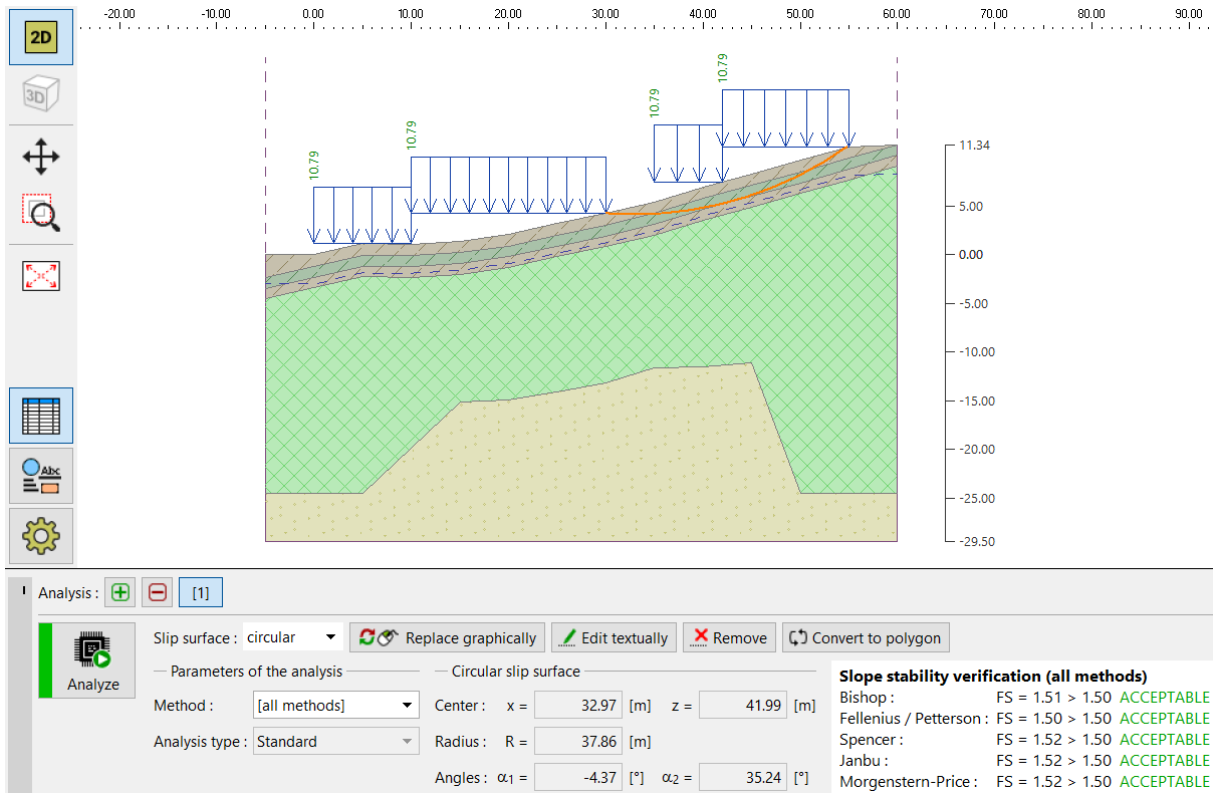 -20.00 -10.00 0.00 10.00 20.00 30.00 40.00 50.00 60.00 70.00 80.00 90.00
2D
3D
10.79
10.79
10.79
10.79
11.34
5.00
0.00
-5.00
-10.00
-15.00
-20.00
-25.00
-29.50
Abc
Analysis : [1]
Analyze
Slip surface : circular Replace graphically Edit textually Remove Convert to polygon
Parameters of the analysis
Method : [all methods]
Analysis type : Standard
Circular slip surface
Center : x = 32.97 [m] z = 41.99 [m]
Radius : R = 37.86 [m]
Angles : α1 = -4.37 [°] α2 = 35.24 [°]
Slope stability verification (all methods)
Bishop : FS = 1.51 > 1.50 ACCEPTABLE
Fellenius / Petterson : FS = 1.50 > 1.50 ACCEPTABLE
Spencer : FS = 1.52 > 1.50 ACCEPTABLE
Janbu : FS = 1.52 > 1.50 ACCEPTABLE
Morgenstern-Price : FS = 1.52 > 1.50 ACCEPTABLE